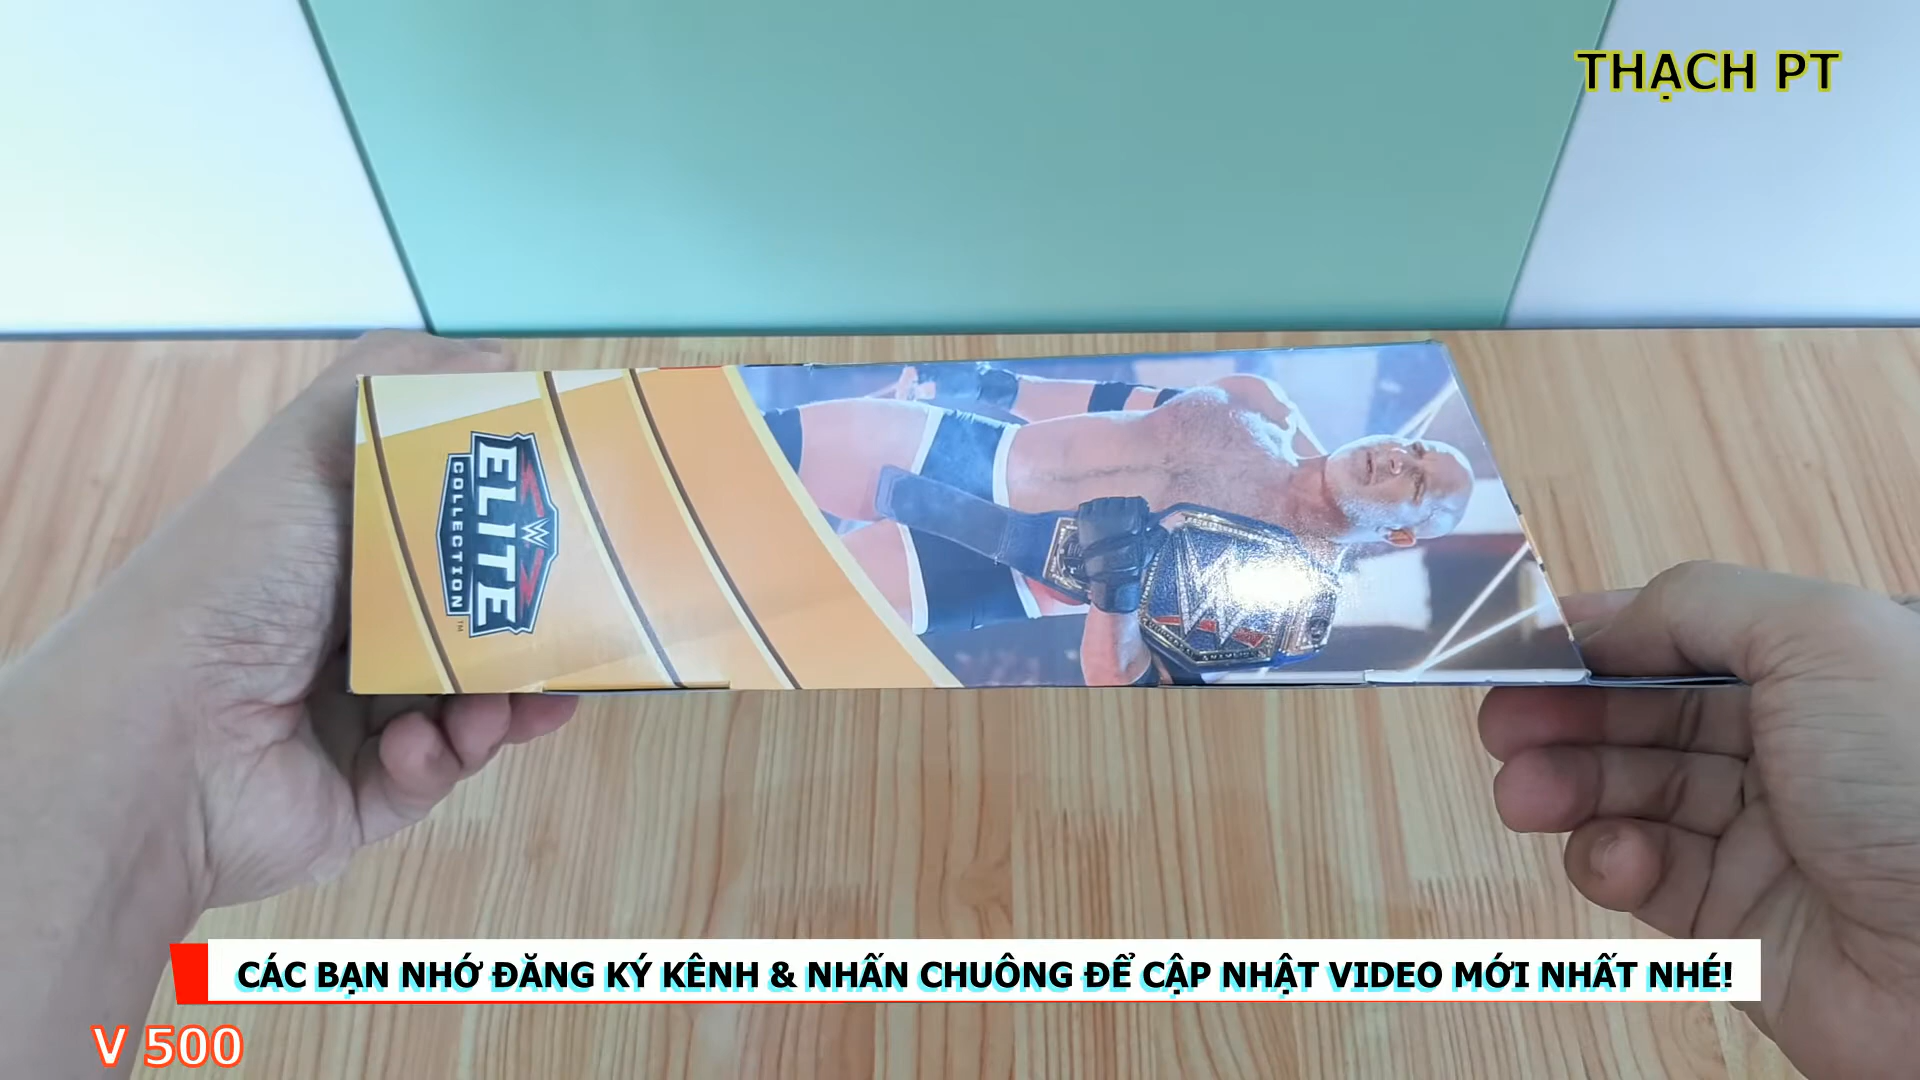 THẠCH PT
ELITE
COLLECTION
TM
CÁC BẠN NHỚ ĐĂNG KÝ KÊNH & NHẤN CHUÔNG ĐỂ CẬP NHẬT VIDEO MỚI NHẤT NHÉ!
V 500